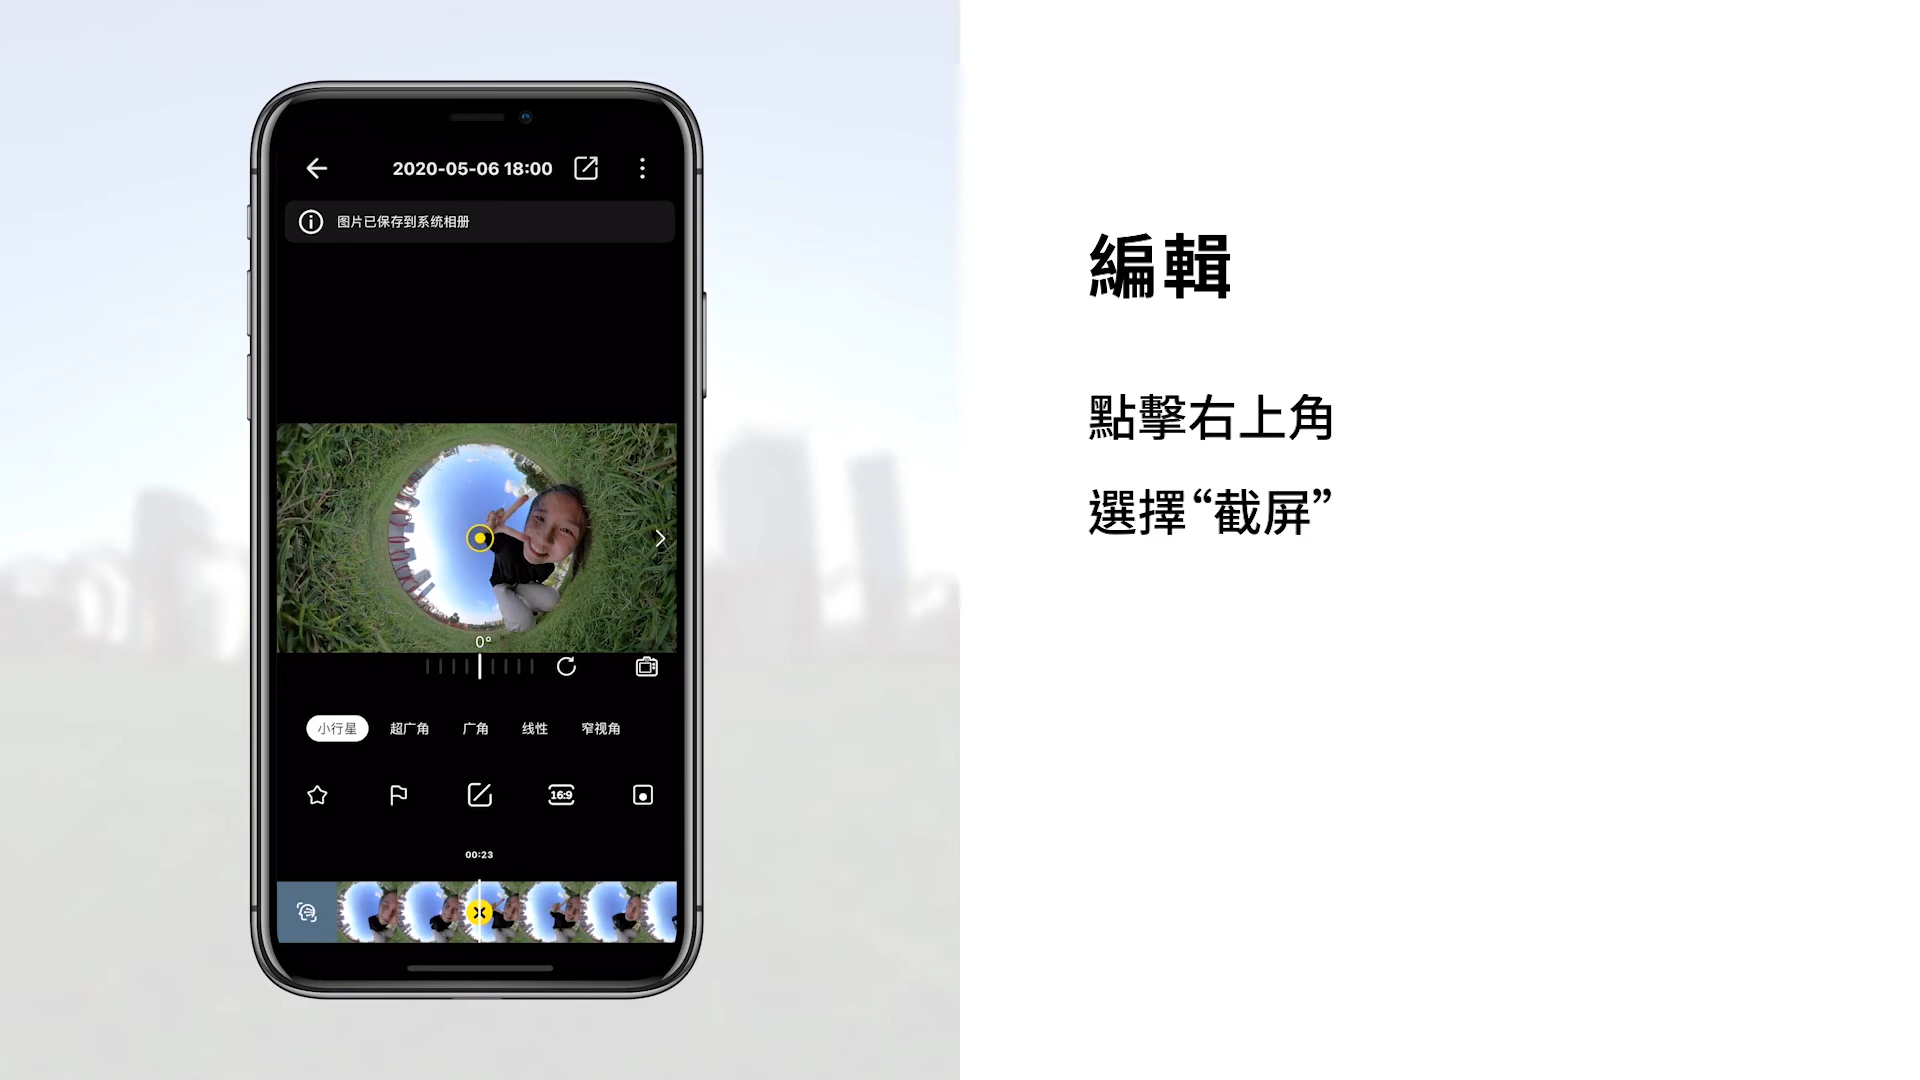 2020-05-06 18:00
图片已保存到系统相册
0°
小行星 超广角 广角 线性 窄视角
16:9
00:23
編輯
點擊右上角
選擇“截屏”